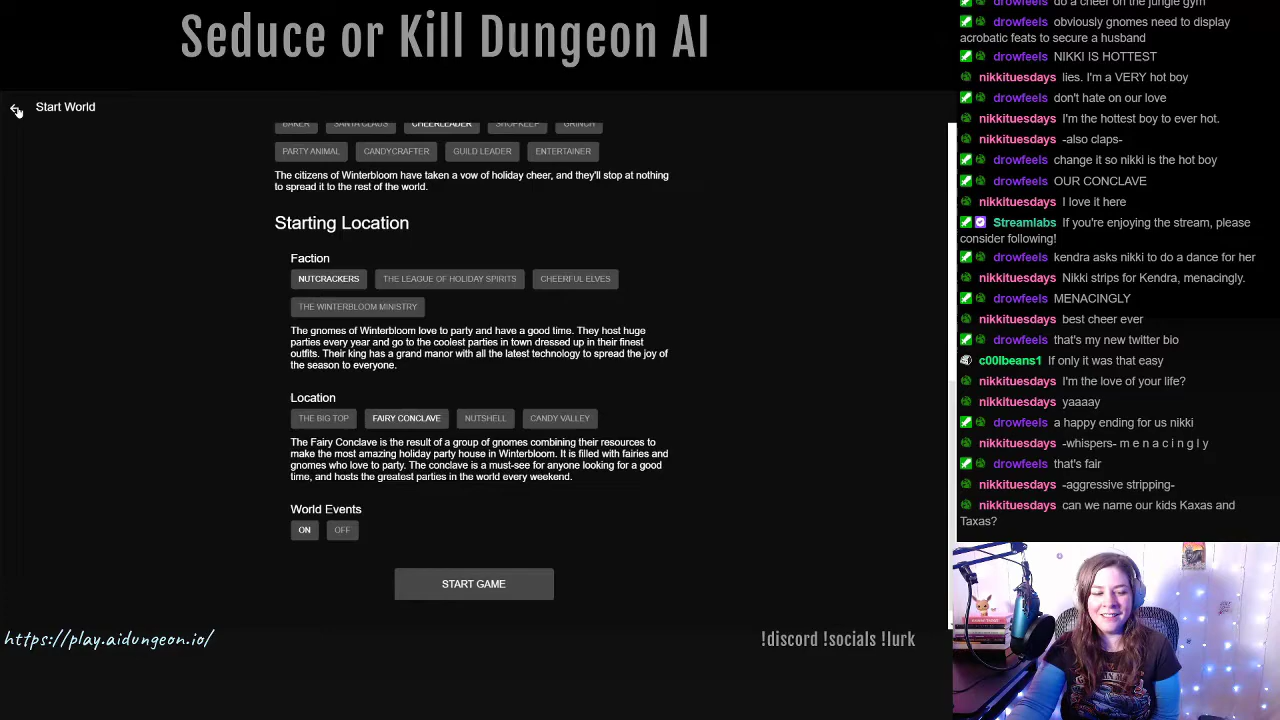 Seduce or Kill Dungeon AI
Start World
BAKER SANTA CLAUS CHEERLEADER SHOPKEEP GRINCH
PARTY ANIMAL CANDYCRAFTER GUILD LEADER ENTERTAINER
The citizens of Winterbloom have taken a vow of holiday cheer, and they'll stop at nothing
to spread it to the rest of the world.
Starting Location
Faction
NUTCRACKERS THE LEAGUE OF HOLIDAY SPIRITS CHEERFUL ELVES
THE WINTERBLOOM MINISTRY
The gnomes of Winterbloom love to party and have a good time. They host huge
parties every year and go to the coolest parties in town dressed up in their finest
outfits. Their king has a grand manor with all the latest technology to spread the joy of
the season to everyone.
Location
THE BIG TOP FAIRY CONCLAVE NUTSHELL CANDY VALLEY
The Fairy Conclave is the result of a group of gnomes combining their resources to
make the most amazing holiday party house in Winterbloom. It is filled with fairies and
gnomes who love to party. The conclave is a must-see for anyone looking for a good
time, and hosts the greatest parties in the world every weekend.
World Events
ON OFF
START GAME
https://play.aidungeon.io/
!discord !socials !lurk
drowfeels do a cheer on the jungle gym
drowfeels obviously gnomes need to display
acrobatic feats to secure a husband
drowfeels NIKKI IS HOTTEST
nikkituesdays lies. I'm a VERY hot boy
drowfeels don't hate on our love
nikkituesdays I'm the hottest boy to ever hot.
nikkituesdays -also claps-
drowfeels change it so nikki is the hot boy
drowfeels OUR CONCLAVE
nikkituesdays I love it here
Streamlabs If you're enjoying the stream, please
consider following!
drowfeels kendra asks nikki to do a dance for her
nikkituesdays Nikki strips for Kendra, menacingly.
drowfeels MENACINGLY
nikkituesdays best cheer ever
drowfeels that's my new twitter bio
c00lbeans1 If only it was that easy
nikkituesdays I'm the love of your life?
nikkituesdays yaaaay
drowfeels a happy ending for us nikki
nikkituesdays -whispers- m e n a c i n g l y
drowfeels that's fair
nikkituesdays -aggressive stripping-
nikkituesdays can we name our kids Kaxas and
Taxas?